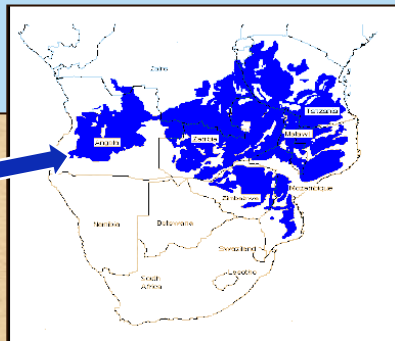 Zaire
Tanzania
Angola
Zambia
Malawi
Mozambique
Zimbabwe
Namibia
Botswana
Swaziland
South
Africa
Lesotho